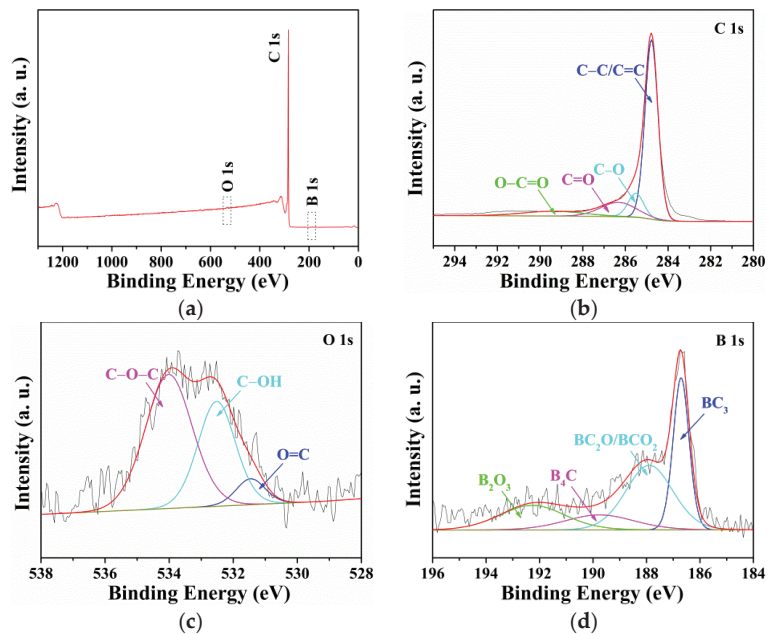 Intensity (a. u.)
C 1s
O 1s
B 1s
1200 1000 800 600 400 200 0
Binding Energy (eV)
(a)
Intensity (a. u.)
C 1s
C–C/C=C
C–O
C=O
O–C=O
294 292 290 288 286 284 282 280
Binding Energy (eV)
(b)
Intensity (a. u.)
O 1s
C–O–C
C–OH
O=C
538 536 534 532 530 528
Binding Energy (eV)
(c)
Intensity (a. u.)
B 1s
BC₃
BC₂O/BCO₂
B₄C
B₂O₃
196 194 192 190 188 186 184
Binding Energy (eV)
(d)